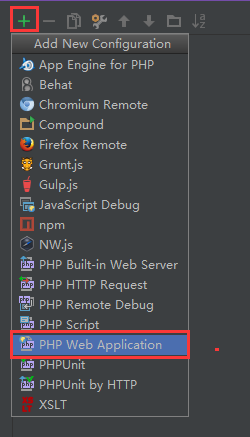 Add New Configuration
App Engine for PHP
Behat
Chromium Remote
Compound
Firefox Remote
Grunt.js
Gulp.js
JavaScript Debug
npm
NW.js
PHP Built-in Web Server
PHP HTTP Request
PHP Remote Debug
PHP Script
PHP Web Application
PHPUnit
PHPUnit by HTTP
XSLT